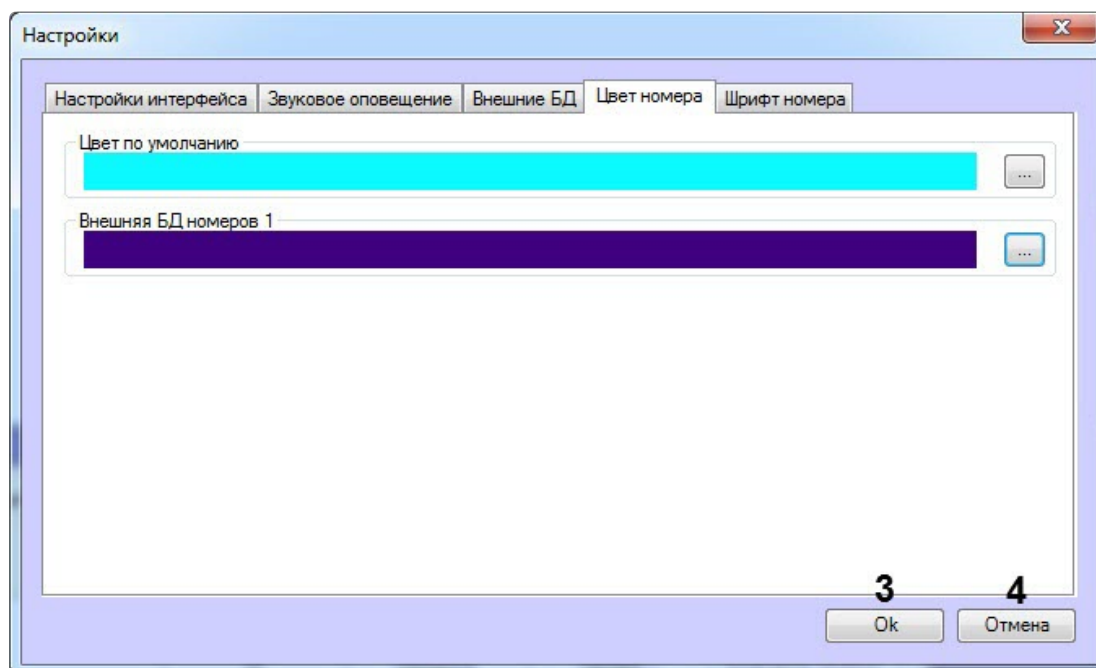 Настройки
Настройки интерфейса Звуковое оповещение Внешние БД Цвет номера Шрифт номера
Цвет по умолчанию
...
Внешняя БД номеров 1
...
3 4
Ok Отмена